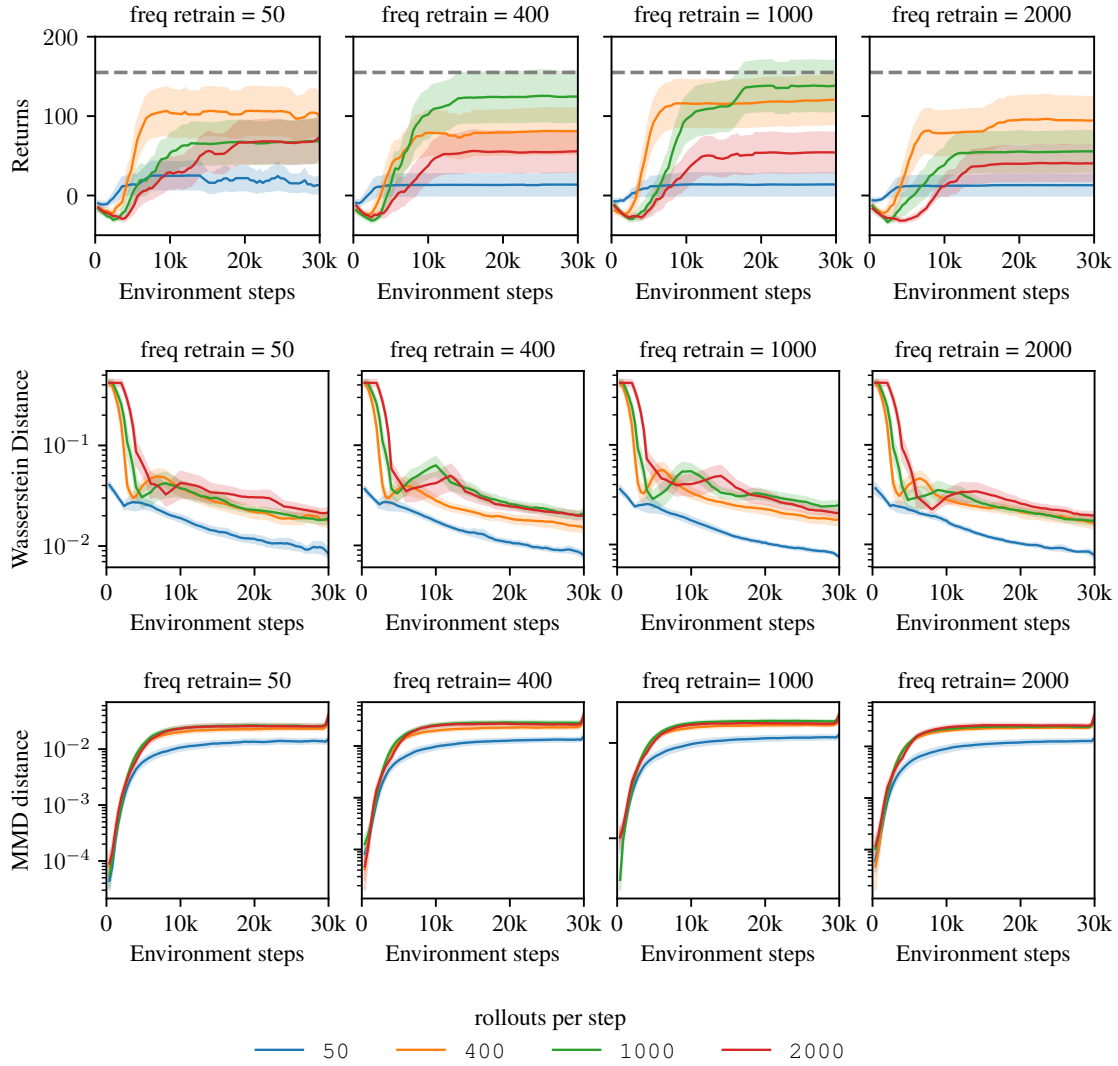 freq retrain = 50 freq retrain = 400 freq retrain = 1000 freq retrain = 2000
200
100
0
Returns
0 10k 20k 30k 0 10k 20k 30k 0 10k 20k 30k 0 10k 20k 30k
Environment steps Environment steps Environment steps Environment steps
freq retrain = 50 freq retrain = 400 freq retrain = 1000 freq retrain = 2000
10⁻¹
10⁻²
Wasserstein Distance
0 10k 20k 30k 0 10k 20k 30k 0 10k 20k 30k 0 10k 20k 30k
Environment steps Environment steps Environment steps Environment steps
freq retrain= 50 freq retrain= 400 freq retrain= 1000 freq retrain= 2000
10⁻²
10⁻³
10⁻⁴
MMD distance
0 10k 20k 30k 0 10k 20k 30k 0 10k 20k 30k 0 10k 20k 30k
Environment steps Environment steps Environment steps Environment steps
rollouts per step
50 400 1000 2000